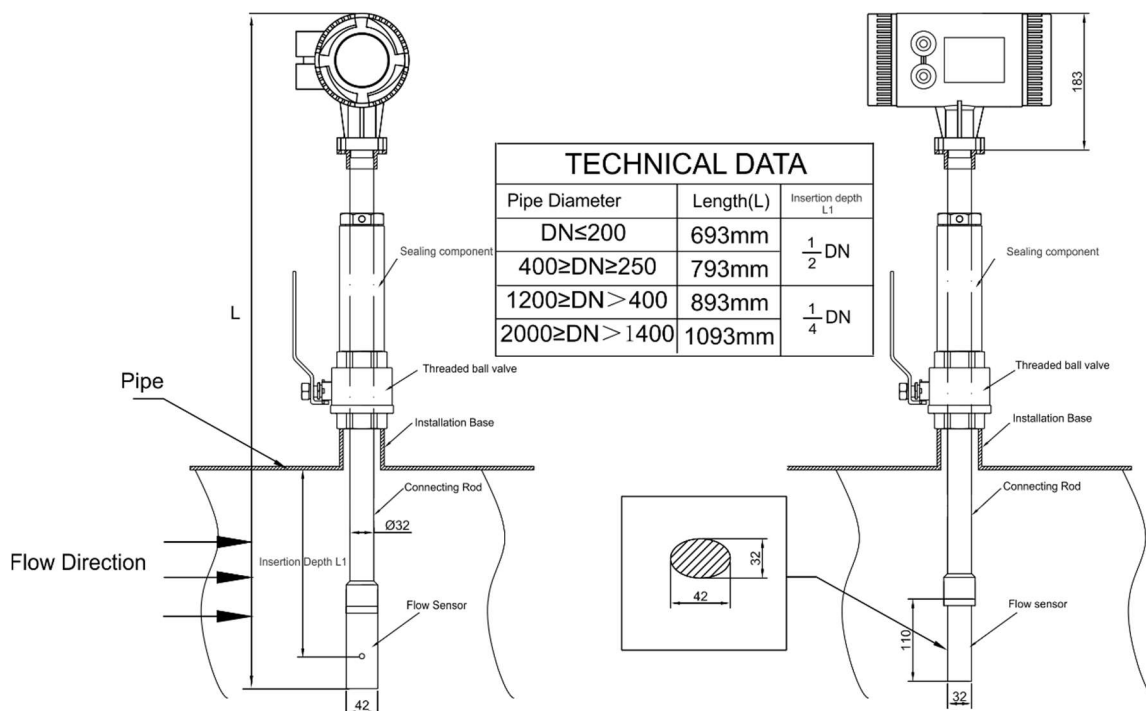 TECHNICAL DATA
Pipe Diameter Length(L) Insertion depth L1
DN≤200 693mm 1/2 DN
400≥DN≥250 793mm
1200≥DN＞400 893mm 1/4 DN
2000≥DN＞1400 1093mm
183
Sealing component
Sealing component
L
Threaded ball valve
Threaded ball valve
Pipe
Installation Base
Installation Base
Connecting Rod
Connecting Rod
Ø32
Flow Direction
Insertion Depth L1
32
42
Flow Sensor
Flow sensor
110
42
32